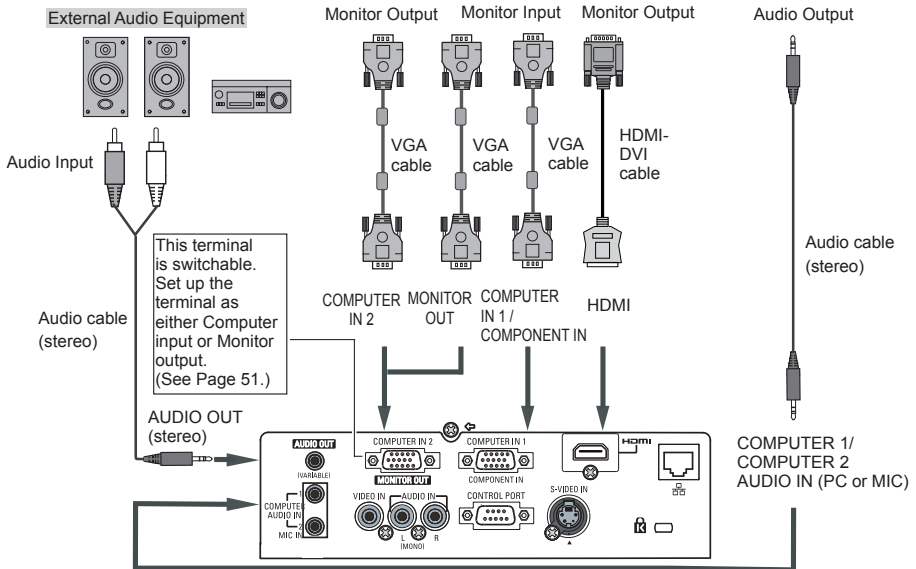 External Audio Equipment
Monitor Output
Monitor Input
Monitor Output
Audio Output
Audio Input
VGA
cable
VGA
cable
VGA
cable
HDMI-
DVI
cable
This terminal
is switchable.
Set up the
terminal as
either Computer
input or Monitor
output.
(See Page 51.)
Audio cable
(stereo)
Audio cable
(stereo)
COMPUTER
IN 2
MONITOR
OUT
COMPUTER
IN 1 /
COMPONENT IN
HDMI
AUDIO OUT
(stereo)
COMPUTER 1/
COMPUTER 2
AUDIO IN (PC or MIC)
AUDIO OUT
(VARIABLE)
COMPUTER IN 2
COMPUTER IN 1
HDMI
MONITOR OUT
COMPONENT IN
1
COMPUTER
AUDIO IN
2
MIC IN
VIDEO IN
AUDIO IN
L
(MONO)
R
CONTROL PORT
S-VIDEO IN
K